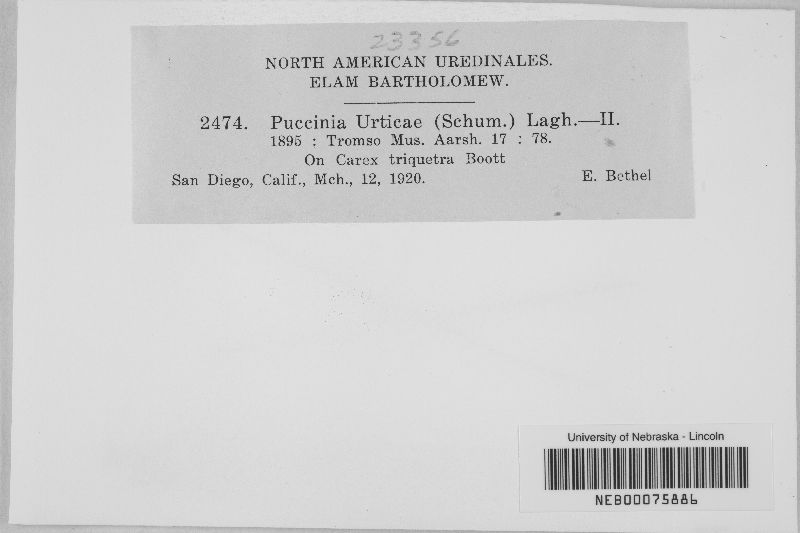 23356
NORTH AMERICAN UREDINALES.
ELAM BARTHOLOMEW.
2474. Puccinia Urticae (Schum.) Lagh.—II.
1895 : Tromso Mus. Aarsh. 17 : 78.
On Carex triquetra Boott
San Diego, Calif., Mch., 12, 1920. E. Bethel
University of Nebraska - Lincoln
NEB00075886